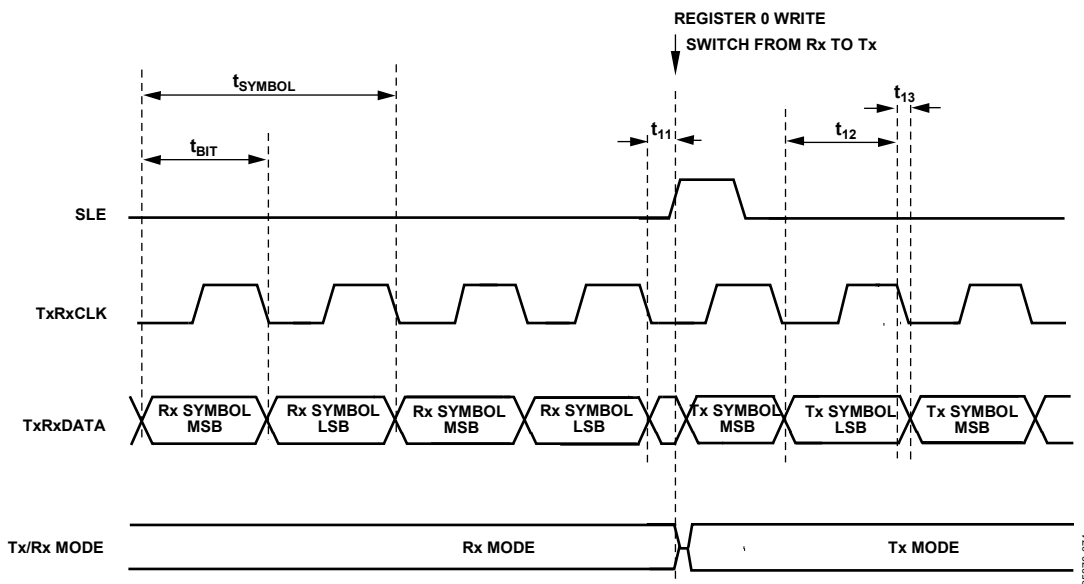 REGISTER 0 WRITE
SWITCH FROM Rx TO Tx
tSYMBOL
t13
t11
t12
tBIT
SLE
TxRxCLK
TxRxDATA
Rx SYMBOL
MSB
Rx SYMBOL
LSB
Rx SYMBOL
MSB
Rx SYMBOL
LSB
Tx SYMBOL
MSB
Tx SYMBOL
LSB
Tx SYMBOL
MSB
Tx/Rx MODE
Rx MODE
Tx MODE